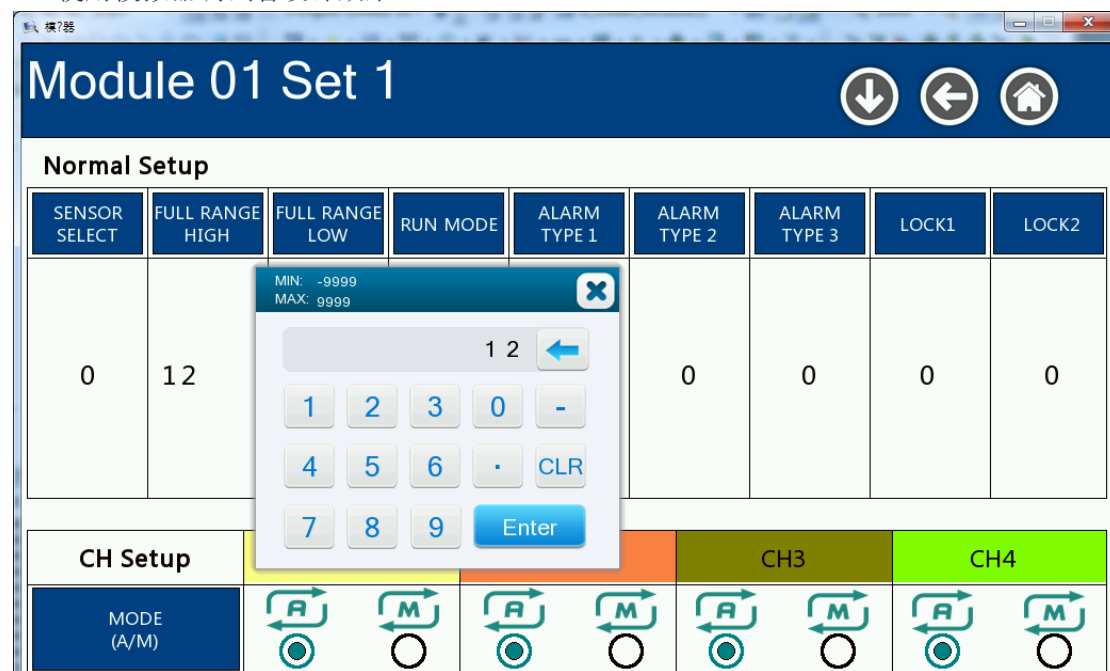 模?器
Module 01 Set 1
Normal Setup
SENSOR SELECT
FULL RANGE HIGH
FULL RANGE LOW
RUN MODE
ALARM TYPE 1
ALARM TYPE 2
ALARM TYPE 3
LOCK1
LOCK2
0
12
0
0
0
0
MIN: -9999
MAX: 9999
12
1 2 3 0 -
4 5 6 . CLR
7 8 9 Enter
CH Setup
CH3
CH4
MODE
(A/M)
A M A M A M A M